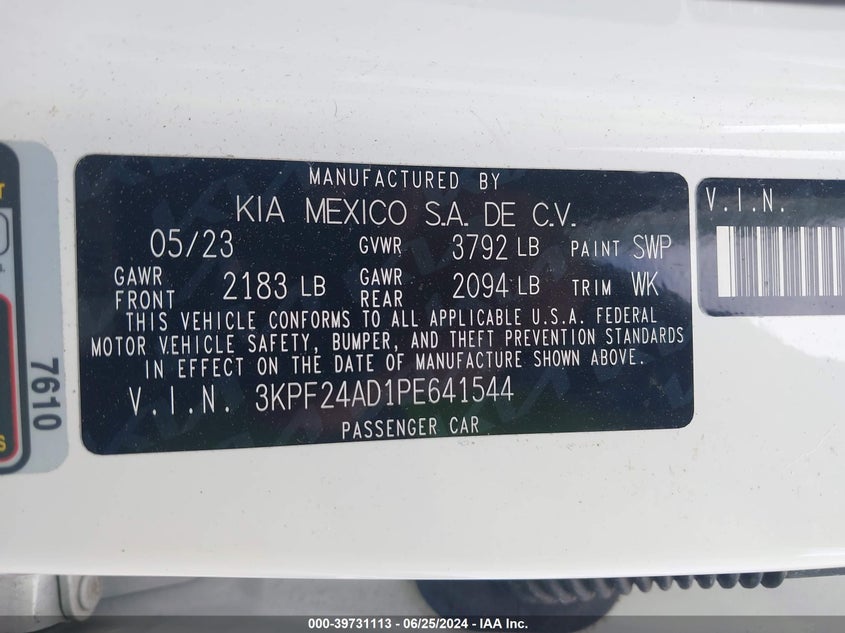 MANUFACTURED BY
KIA MEXICO S.A. DE C.V.
05/23 GVWR 3792 LB PAINT SWP
GAWR FRONT 2183 LB GAWR REAR 2094 LB TRIM WK
THIS VEHICLE CONFORMS TO ALL APPLICABLE U.S.A. FEDERAL
MOTOR VEHICLE SAFETY, BUMPER, AND THEFT PREVENTION STANDARDS
IN EFFECT ON THE DATE OF MANUFACTURE SHOWN ABOVE.
V.I.N. 3KPF24AD1PE641544
PASSENGER CAR
V.I.N.
7610
000-39731113 - 06/25/2024 - IAA Inc.